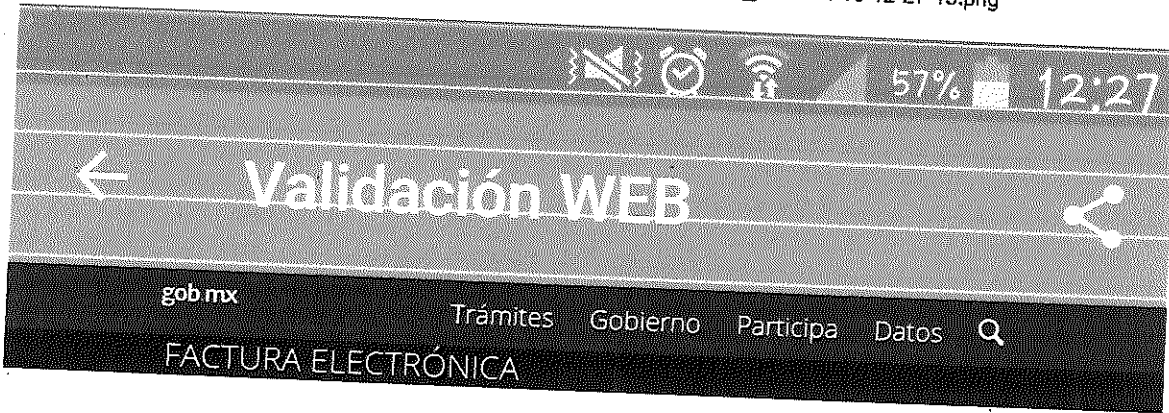 57% 12:27
Validación WEB
gob mx
Trámites Gobierno Participa Datos
FACTURA ELECTRÓNICA